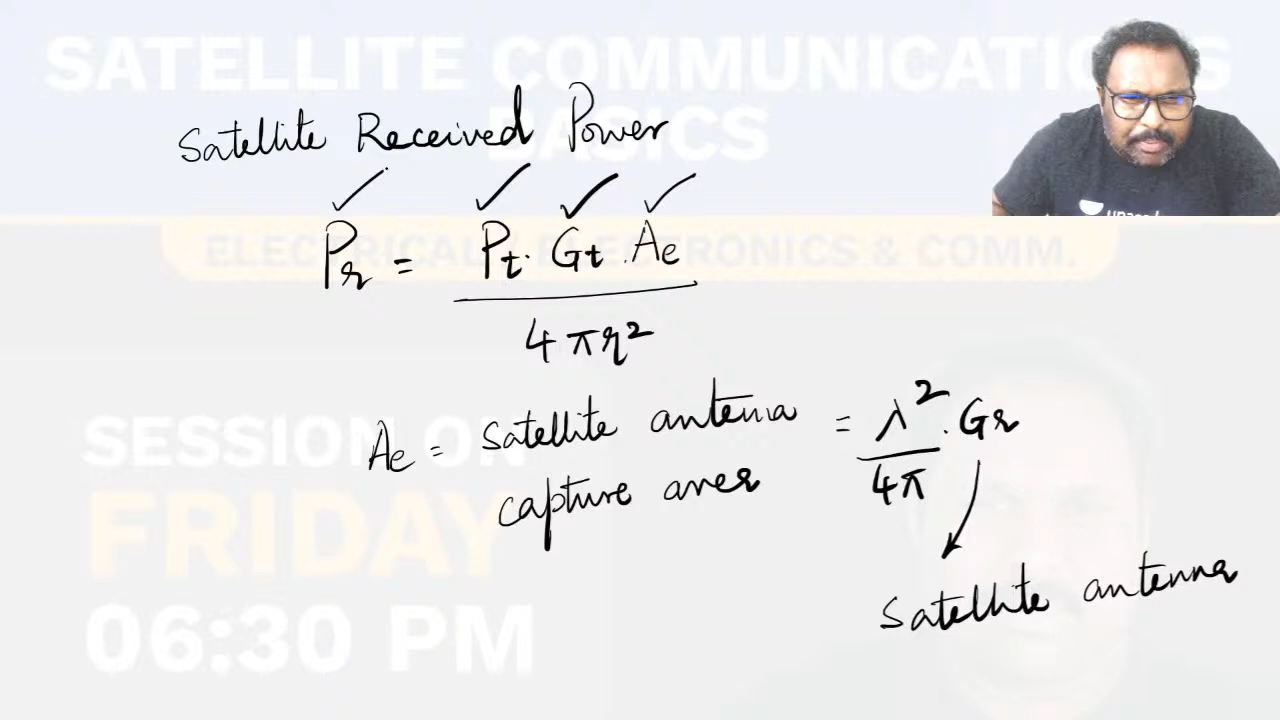 SATELLITE COMMUNICATIONS
BASICS
Satellite Received Power
Pr = Pt. Gt .Ae
4πr²
ELECTRICAL, ELECTRONICS & COMM.
Ae = Satellite antenna = λ² . Gr
4π
capture area
Satellite antenna
SESSION ON
FRIDAY
06:30 PM